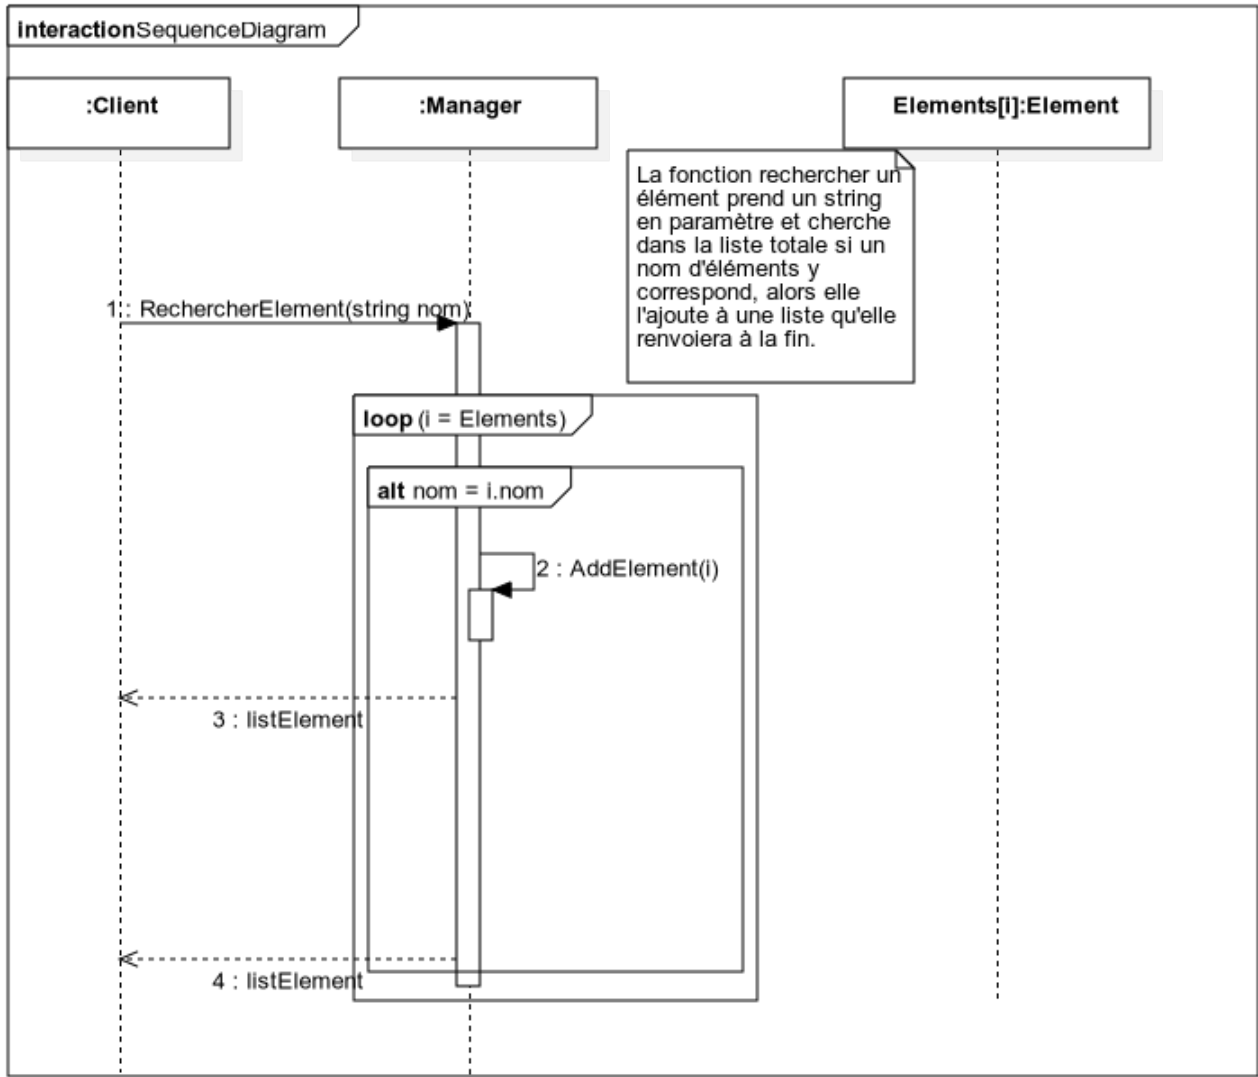 interactionSequenceDiagram
:Client
:Manager
Elements[i]:Element
La fonction rechercher un
élément prend un string
en paramètre et cherche
dans la liste totale si un
nom d'éléments y
correspond, alors elle
l'ajoute à une liste qu'elle
renvoiera à la fin.
1 : RechercherElement(string nom)
loop (i = Elements)
alt nom = i.nom
2 : AddElement(i)
3 : listElement
4 : listElement